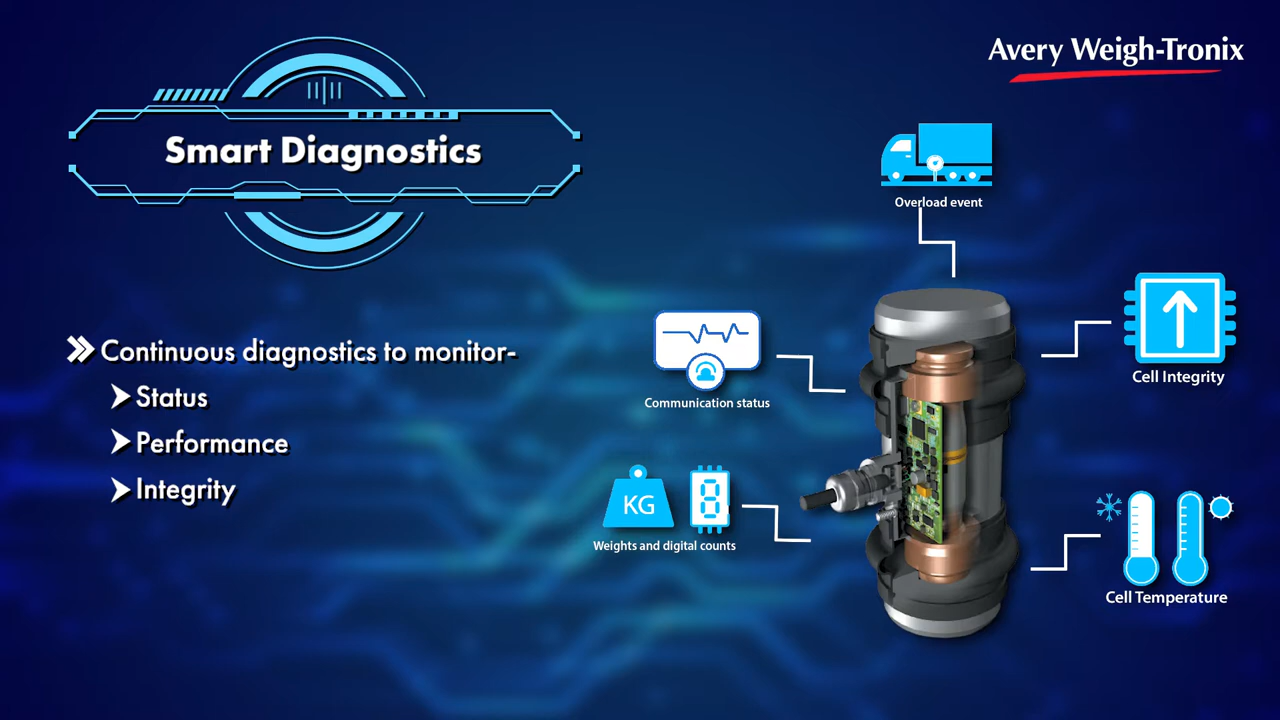 Avery Weigh-Tronix
Smart Diagnostics
Continuous diagnostics to monitor-
Status
Performance
Integrity
Overload event
Cell Integrity
Communication status
KG
8
Weights and digital counts
Cell Temperature